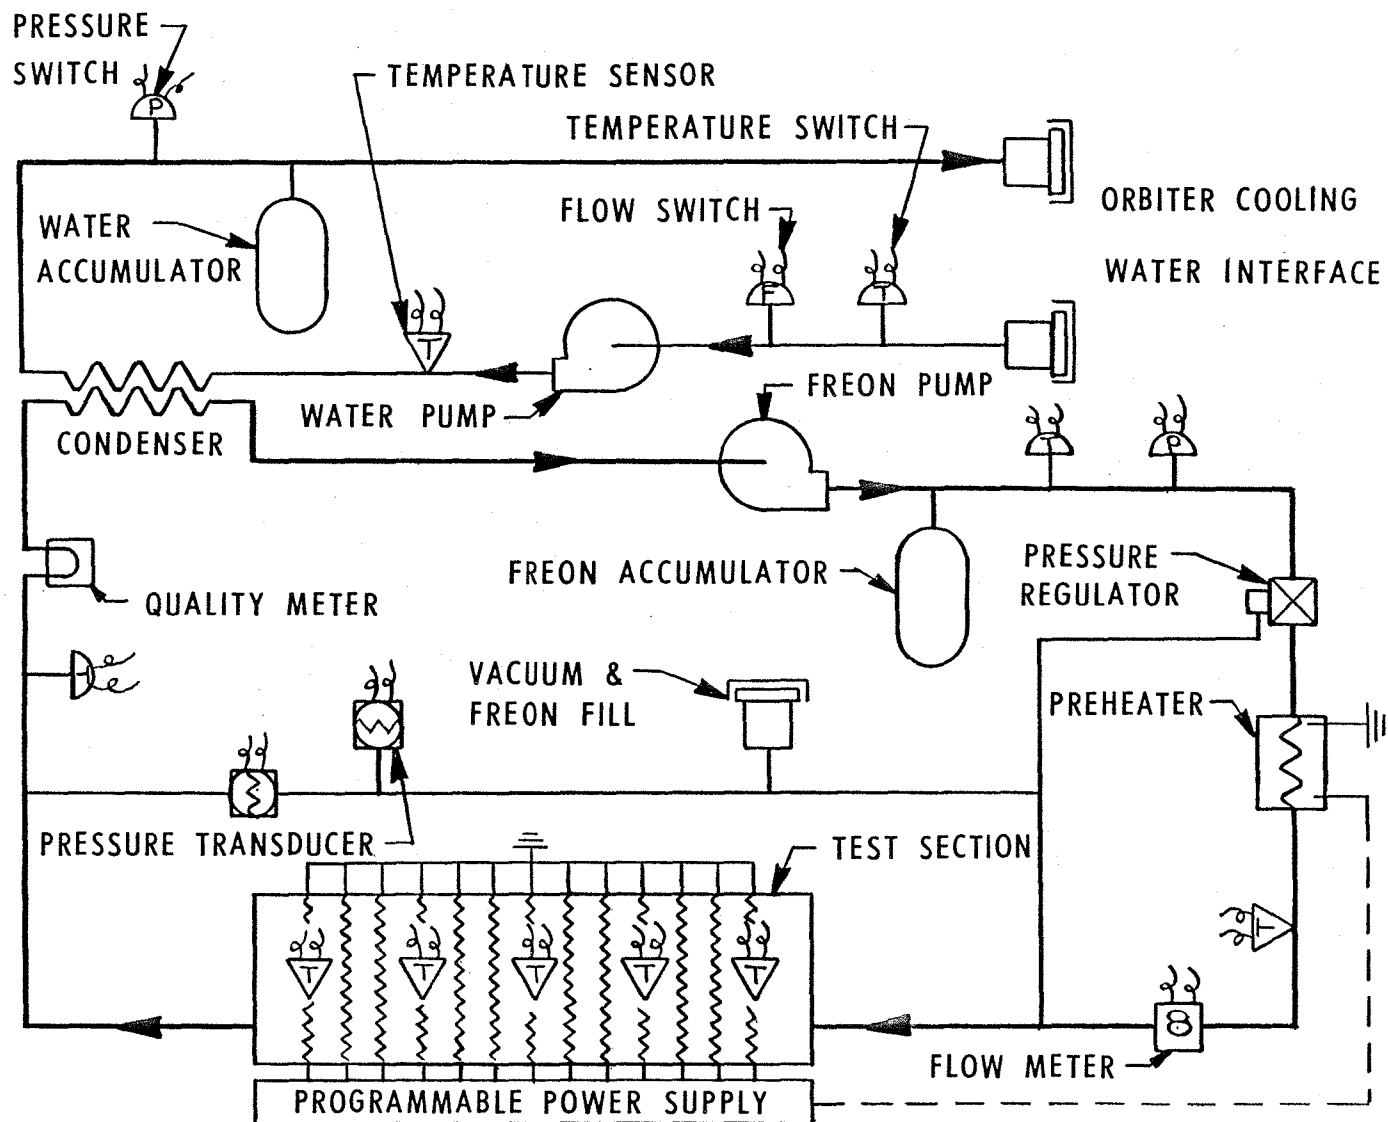 PRESSURE
SWITCH
P
TEMPERATURE SENSOR
TEMPERATURE SWITCH
FLOW SWITCH
ORBITER COOLING
WATER INTERFACE
WATER
ACCUMULATOR
F
T
T
WATER PUMP
FREON PUMP
CONDENSER
T
P
FREON ACCUMULATOR
PRESSURE
REGULATOR
QUALITY METER
T
VACUUM &
FREON FILL
PREHEATER
PRESSURE TRANSDUCER
TEST SECTION
T
T T T T T
8
FLOW METER
PROGRAMMABLE POWER SUPPLY